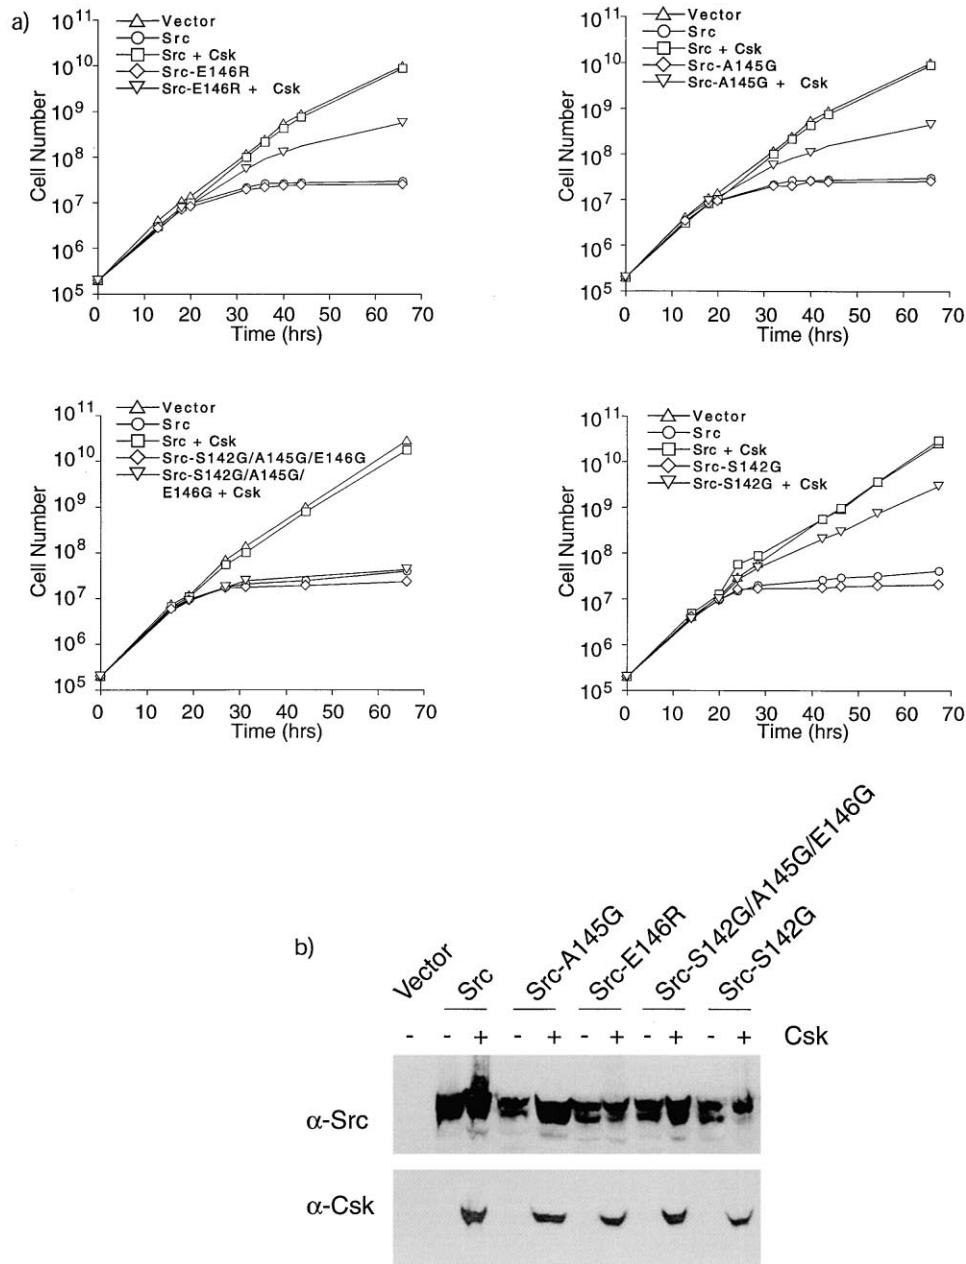 a)
10¹¹
10¹⁰
10⁹
10⁸
10⁷
10⁶
10⁵
Cell Number
Vector
Src
Src + Csk
Src-E146R
Src-E146R + Csk
0 10 20 30 40 50 60 70
Time (hrs)
10¹¹
10¹⁰
10⁹
10⁸
10⁷
10⁶
10⁵
Cell Number
Vector
Src
Src + Csk
Src-A145G
Src-A145G + Csk
0 10 20 30 40 50 60 70
Time (hrs)
10¹¹
10¹⁰
10⁹
10⁸
10⁷
10⁶
10⁵
Cell Number
Vector
Src
Src + Csk
Src-S142G/A145G/E146G
Src-S142G/A145G/
E146G + Csk
0 10 20 30 40 50 60 70
Time (hrs)
10¹¹
10¹⁰
10⁹
10⁸
10⁷
10⁶
10⁵
Cell Number
Vector
Src
Src + Csk
Src-S142G
Src-S142G + Csk
0 10 20 30 40 50 60 70
Time (hrs)
b)
Vector
Src
Src-A145G
Src-E146R
Src-S142G/A145G/E146G
Src-S142G
- - + - + - + - + - + Csk
α-Src
α-Csk